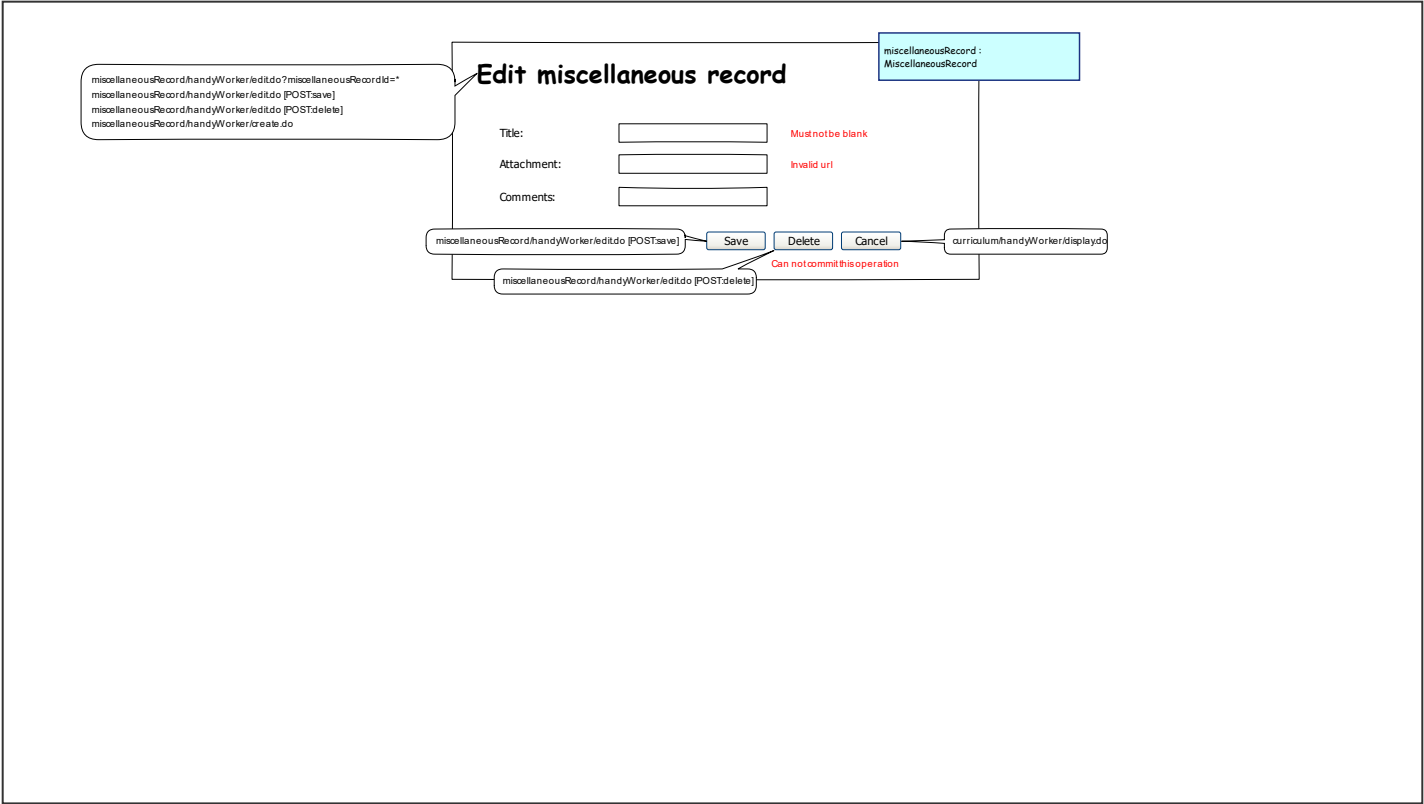 miscellaneousRecord :
MiscellaneousRecord
Edit miscellaneous record
miscellaneousRecord/handyWorker/edit.do?miscellaneousRecordId=*
miscellaneousRecord/handyWorker/edit.do [POST:save]
miscellaneousRecord/handyWorker/edit.do [POST:delete]
miscellaneousRecord/handyWorker/create.do
Title:
Must not be blank
Attachment:
Invalid url
Comments:
miscellaneousRecord/handyWorker/edit.do [POST:save]
Save
Delete
Cancel
curriculum/handyWorker/display.do
Can not commit this operation
miscellaneousRecord/handyWorker/edit.do [POST:delete]